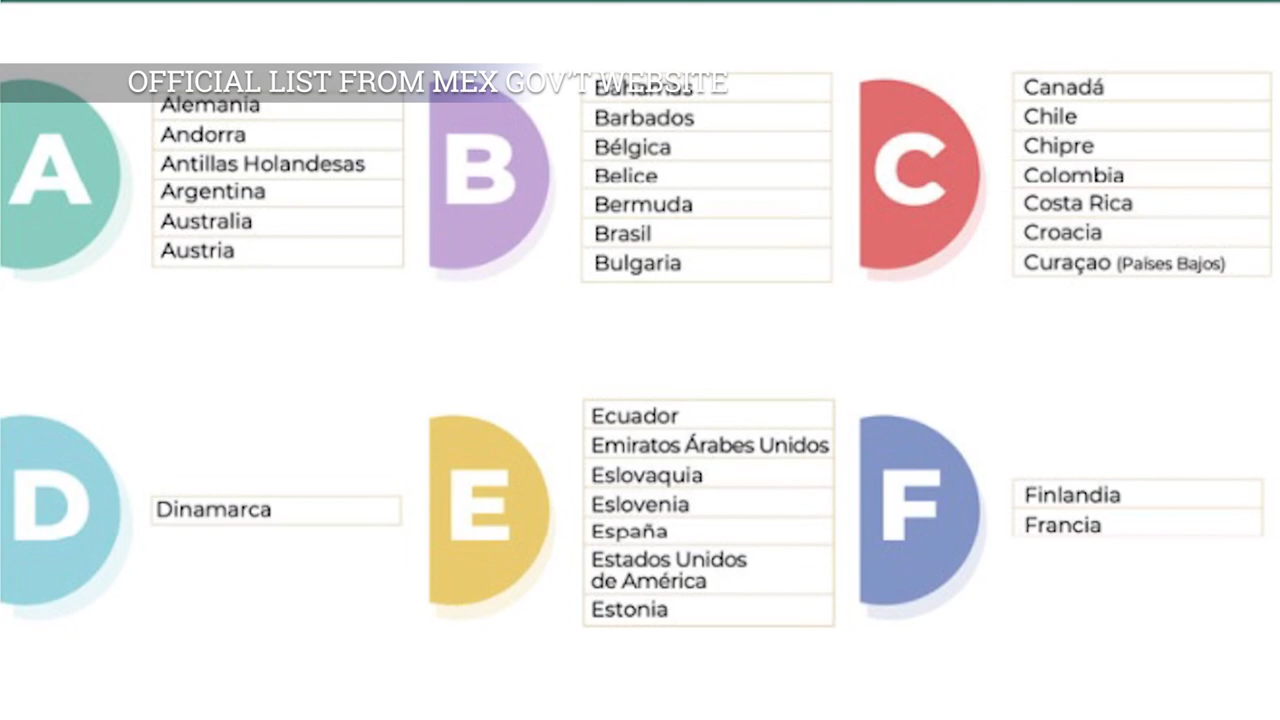 OFFICIAL LIST FROM MEX GOV'T WEBSITE
A
Alemania
Andorra
Antillas Holandesas
Argentina
Australia
Austria
B
Bahamas
Barbados
Bélgica
Belice
Bermuda
Brasil
Bulgaria
C
Canadá
Chile
Chipre
Colombia
Costa Rica
Croacia
Curaçao (Países Bajos)
D
Dinamarca
E
Ecuador
Emiratos Árabes Unidos
Eslovaquia
Eslovenia
España
Estados Unidos
de América
Estonia
F
Finlandia
Francia